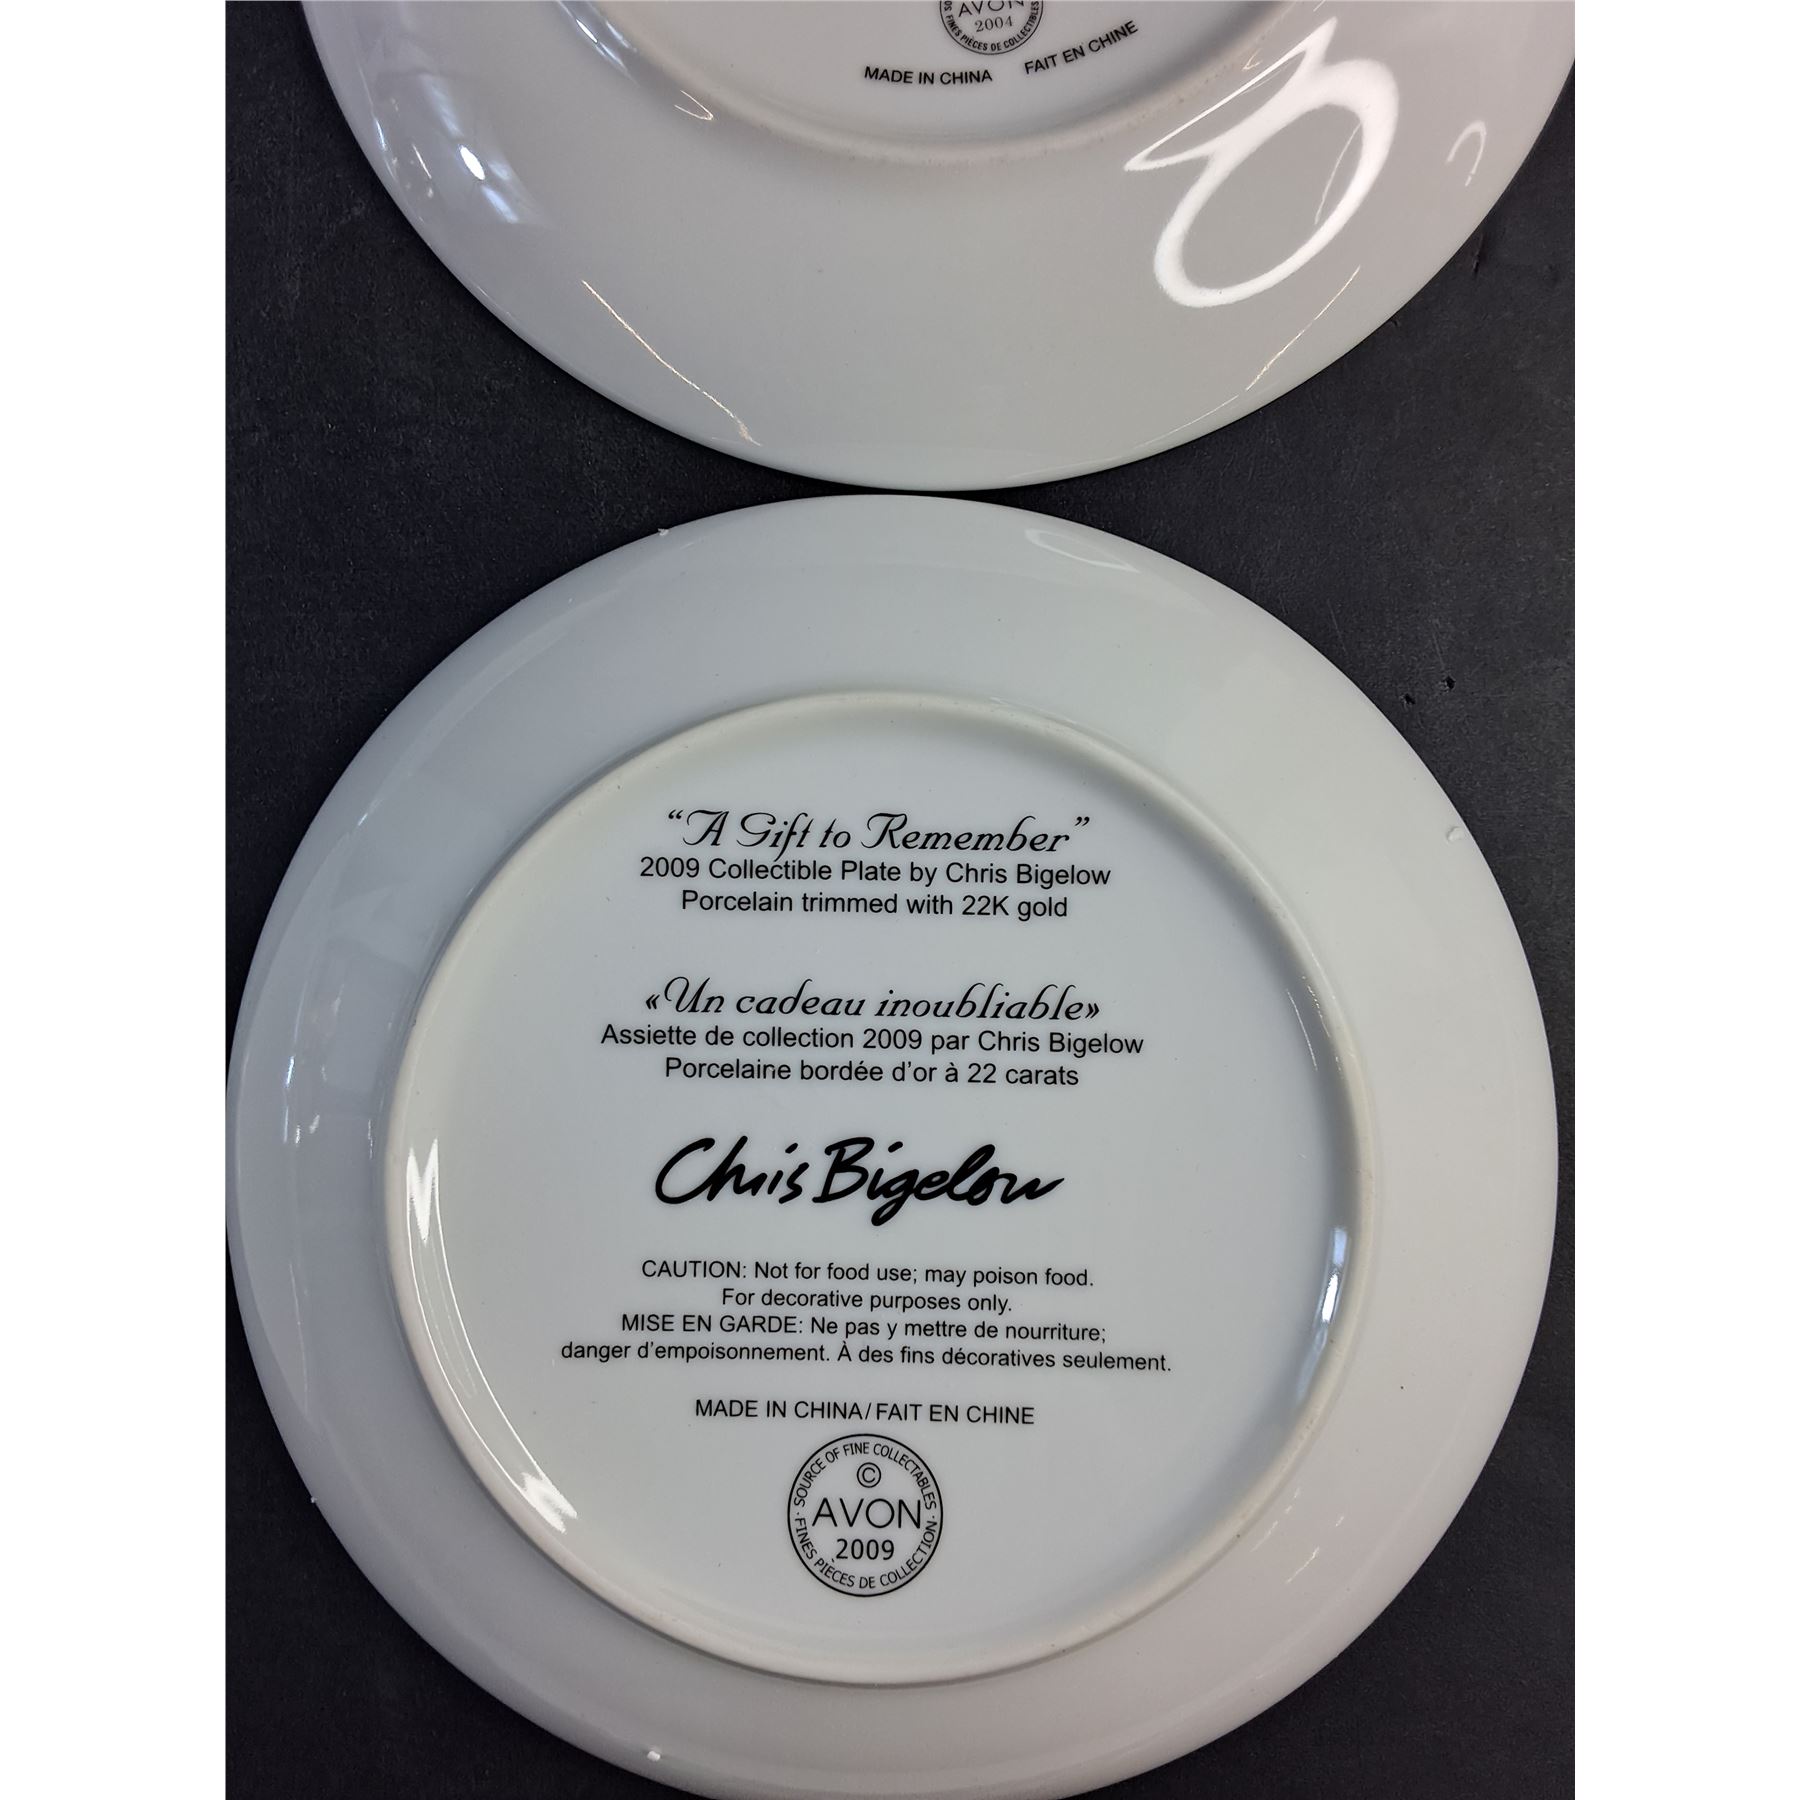 AVON
2004
FINES PIÈCES DE COLLECTION
MADE IN CHINA FAIT EN CHINE
“A Gift to Remember”
2009 Collectible Plate by Chris Bigelow
Porcelain trimmed with 22K gold
«Un cadeau inoubliable»
Assiette de collection 2009 par Chris Bigelow
Porcelaine bordée d’or à 22 carats
Chris Bigelow
CAUTION: Not for food use; may poison food.
For decorative purposes only.
MISE EN GARDE: Ne pas y mettre de nourriture;
danger d’empoisonnement. À des fins décoratives seulement.
MADE IN CHINA/FAIT EN CHINE
SOURCE OF FINE COLLECTABLES
©
AVON
2009
FINES PIÈCES DE COLLECTION